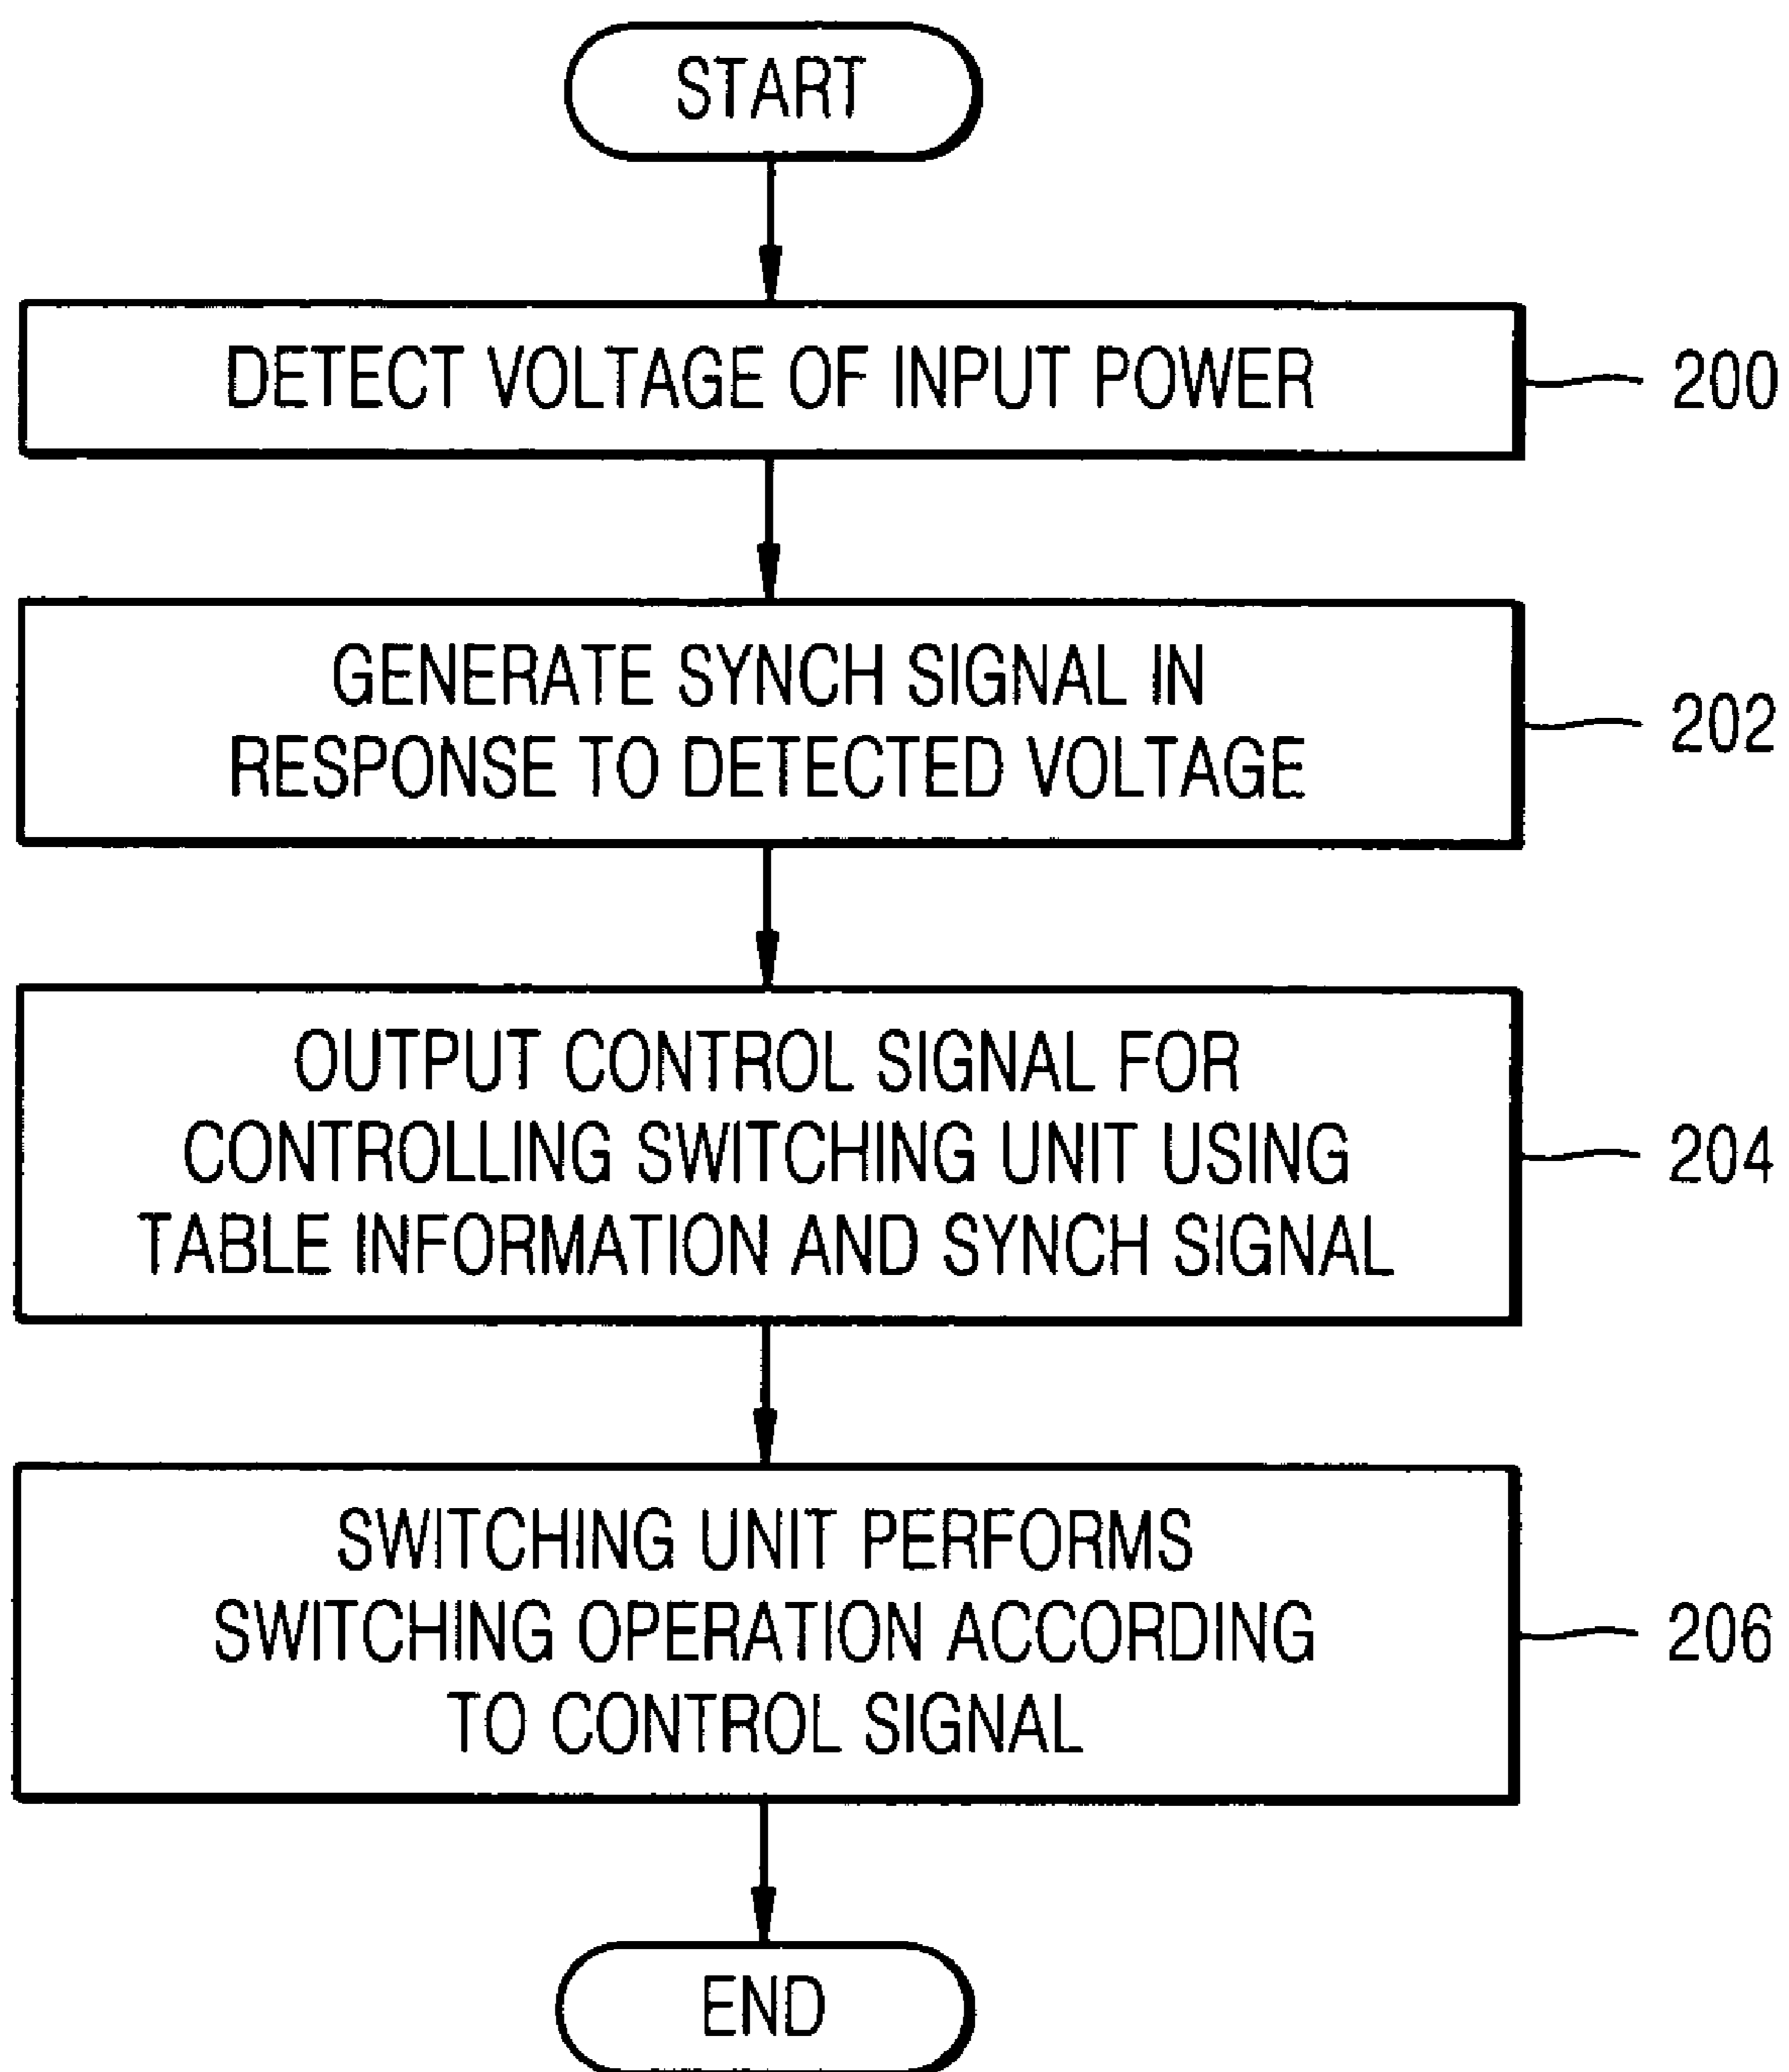 START
DETECT VOLTAGE OF INPUT POWER
200
GENERATE SYNCH SIGNAL IN
RESPONSE TO DETECTED VOLTAGE
202
OUTPUT CONTROL SIGNAL FOR
CONTROLLING SWITCHING UNIT USING
TABLE INFORMATION AND SYNCH SIGNAL
204
SWITCHING UNIT PERFORMS
SWITCHING OPERATION ACCORDING
TO CONTROL SIGNAL
206
END